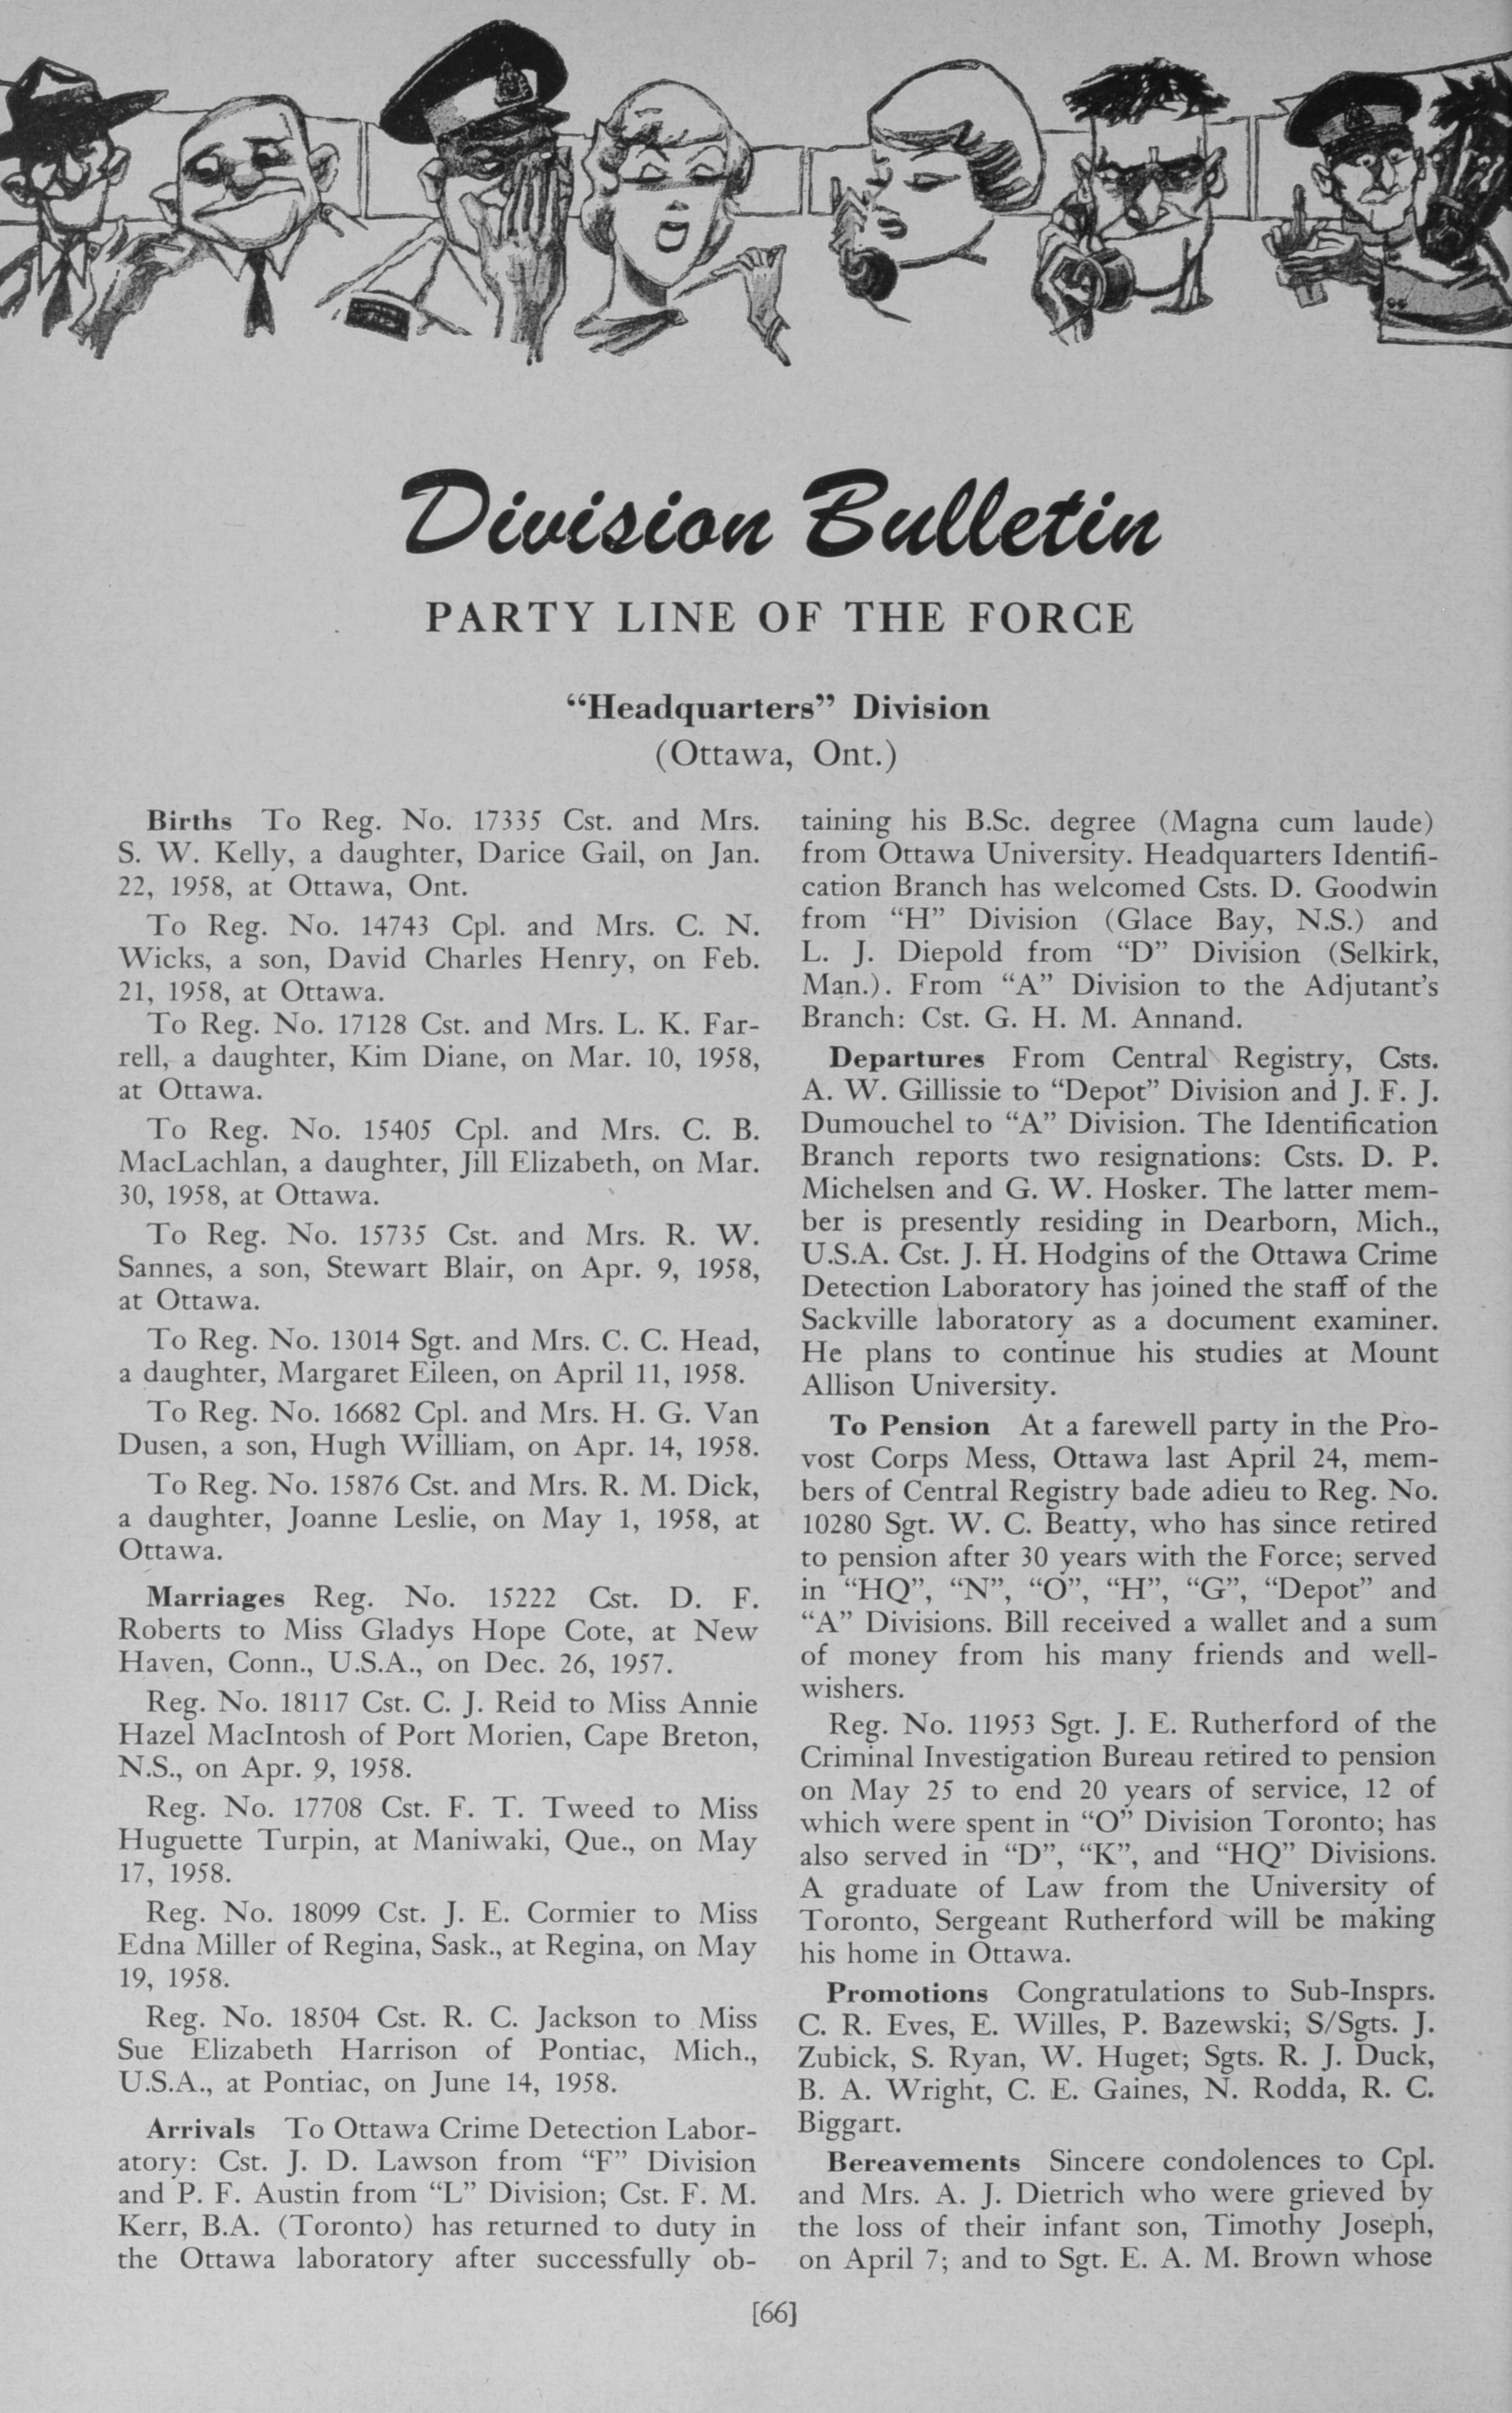 Division Bulletin
PARTY LINE OF THE FORCE
“Headquarters” Division
(Ottawa, Ont.)
Births To Reg. No. 17335 Cst. and Mrs.
S. W. Kelly, a daughter, Darice Gail, on Jan.
22, 1958, at Ottawa, Ont.
To Reg. No. 14743 Cpl. and Mrs. C. N.
Wicks, a son, David Charles Henry, on Feb.
21, 1958, at Ottawa.
To Reg. No. 17128 Cst. and Mrs. L. K. Far-
rell, a daughter, Kim Diane, on Mar. 10, 1958,
at Ottawa.
To Reg. No. 15405 Cpl. and Mrs. C. B.
MacLachlan, a daughter, Jill Elizabeth, on Mar.
30, 1958, at Ottawa.
To Reg. No. 15735 Cst. and Mrs. R. W.
Sannes, a son, Stewart Blair, on Apr. 9, 1958,
at Ottawa.
To Reg. No. 13014 Sgt. and Mrs. C. C. Head,
a daughter, Margaret Eileen, on April 11, 1958.
To Reg. No. 16682 Cpl. and Mrs. H. G. Van
Dusen, a son, Hugh William, on Apr. 14, 1958.
To Reg. No. 15876 Cst. and Mrs. R. M. Dick,
a daughter, Joanne Leslie, on May 1, 1958, at
Ottawa.
Marriages Reg. No. 15222 Cst. D. F.
Roberts to Miss Gladys Hope Cote, at New
Haven, Conn., U.S.A., on Dec. 26, 1957.
Reg. No. 18117 Cst. C. J. Reid to Miss Annie
Hazel MacIntosh of Port Morien, Cape Breton,
N.S., on Apr. 9, 1958.
Reg. No. 17708 Cst. F. T. Tweed to Miss
Huguette Turpin, at Maniwaki, Que., on May
17, 1958.
Reg. No. 18099 Cst. J. E. Cormier to Miss
Edna Miller of Regina, Sask., at Regina, on May
19, 1958.
Reg. No. 18504 Cst. R. C. Jackson to Miss
Sue Elizabeth Harrison of Pontiac, Mich.,
U.S.A., at Pontiac, on June 14, 1958.
Arrivals To Ottawa Crime Detection Labor-
atory: Cst. J. D. Lawson from “F” Division
and P. F. Austin from “L” Division; Cst. F. M.
Kerr, B.A. (Toronto) has returned to duty in
the Ottawa laboratory after successfully ob-
taining his B.Sc. degree (Magna cum laude)
from Ottawa University. Headquarters Identifi-
cation Branch has welcomed Csts. D. Goodwin
from “H” Division (Glace Bay, N.S.) and
L. J. Diepold from “D” Division (Selkirk,
Man.). From “A” Division to the Adjutant’s
Branch: Cst. G. H. M. Annand.
Departures From Central Registry, Csts.
A. W. Gillissie to “Depot” Division and J. F. J.
Dumouchel to “A” Division. The Identification
Branch reports two resignations: Csts. D. P.
Michelsen and G. W. Hosker. The latter mem-
ber is presently residing in Dearborn, Mich.,
U.S.A. Cst. J. H. Hodgins of the Ottawa Crime
Detection Laboratory has joined the staff of the
Sackville laboratory as a document examiner.
He plans to continue his studies at Mount
Allison University.
To Pension At a farewell party in the Pro-
vost Corps Mess, Ottawa last April 24, mem-
bers of Central Registry bade adieu to Reg. No.
10280 Sgt. W. C. Beatty, who has since retired
to pension after 30 years with the Force; served
in “HQ”, “N”, “O”, “H”, “G”, “Depot” and
“A” Divisions. Bill received a wallet and a sum
of money from his many friends and well-
wishers.
Reg. No. 11953 Sgt. J. E. Rutherford of the
Criminal Investigation Bureau retired to pension
on May 25 to end 20 years of service, 12 of
which were spent in “O” Division Toronto; has
also served in “D”, “K”, and “HQ” Divisions.
A graduate of Law from the University of
Toronto, Sergeant Rutherford will be making
his home in Ottawa.
Promotions Congratulations to Sub-Insprs.
C. R. Eves, E. Willes, P. Bazewski; S/Sgts. J.
Zubick, S. Ryan, W. Huget; Sgts. R. J. Duck,
B. A. Wright, C. E. Gaines, N. Rodda, R. C.
Biggart.
Bereavements Sincere condolences to Cpl.
and Mrs. A. J. Dietrich who were grieved by
the loss of their infant son, Timothy Joseph,
on April 7; and to Sgt. E. A. M. Brown whose
[66]